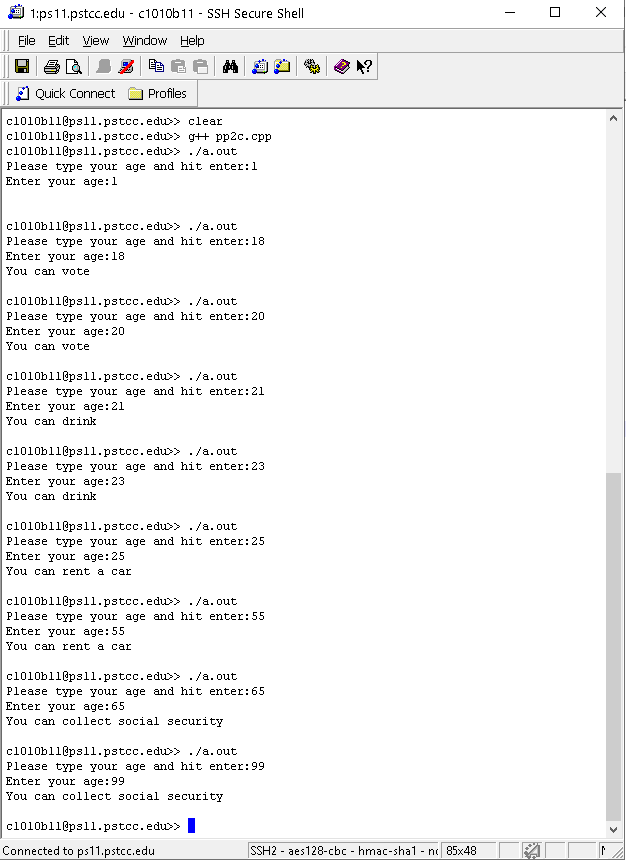 1:ps11.pstcc.edu - c1010b11 - SSH Secure Shell
File Edit View Window Help
Quick Connect Profiles
c1010b11@ps11.pstcc.edu>> clear
c1010b11@ps11.pstcc.edu>> g++ pp2c.cpp
c1010b11@ps11.pstcc.edu>> ./a.out
Please type your age and hit enter:1
Enter your age:1
c1010b11@ps11.pstcc.edu>> ./a.out
Please type your age and hit enter:18
Enter your age:18
You can vote
c1010b11@ps11.pstcc.edu>> ./a.out
Please type your age and hit enter:20
Enter your age:20
You can vote
c1010b11@ps11.pstcc.edu>> ./a.out
Please type your age and hit enter:21
Enter your age:21
You can drink
c1010b11@ps11.pstcc.edu>> ./a.out
Please type your age and hit enter:23
Enter your age:23
You can drink
c1010b11@ps11.pstcc.edu>> ./a.out
Please type your age and hit enter:25
Enter your age:25
You can rent a car
c1010b11@ps11.pstcc.edu>> ./a.out
Please type your age and hit enter:55
Enter your age:55
You can rent a car
c1010b11@ps11.pstcc.edu>> ./a.out
Please type your age and hit enter:65
Enter your age:65
You can collect social security
c1010b11@ps11.pstcc.edu>> ./a.out
Please type your age and hit enter:99
Enter your age:99
You can collect social security
c1010b11@ps11.pstcc.edu>>
Connected to ps11.pstcc.edu SSH2 - aes128-cbc - hmac-sha1 - 85x48